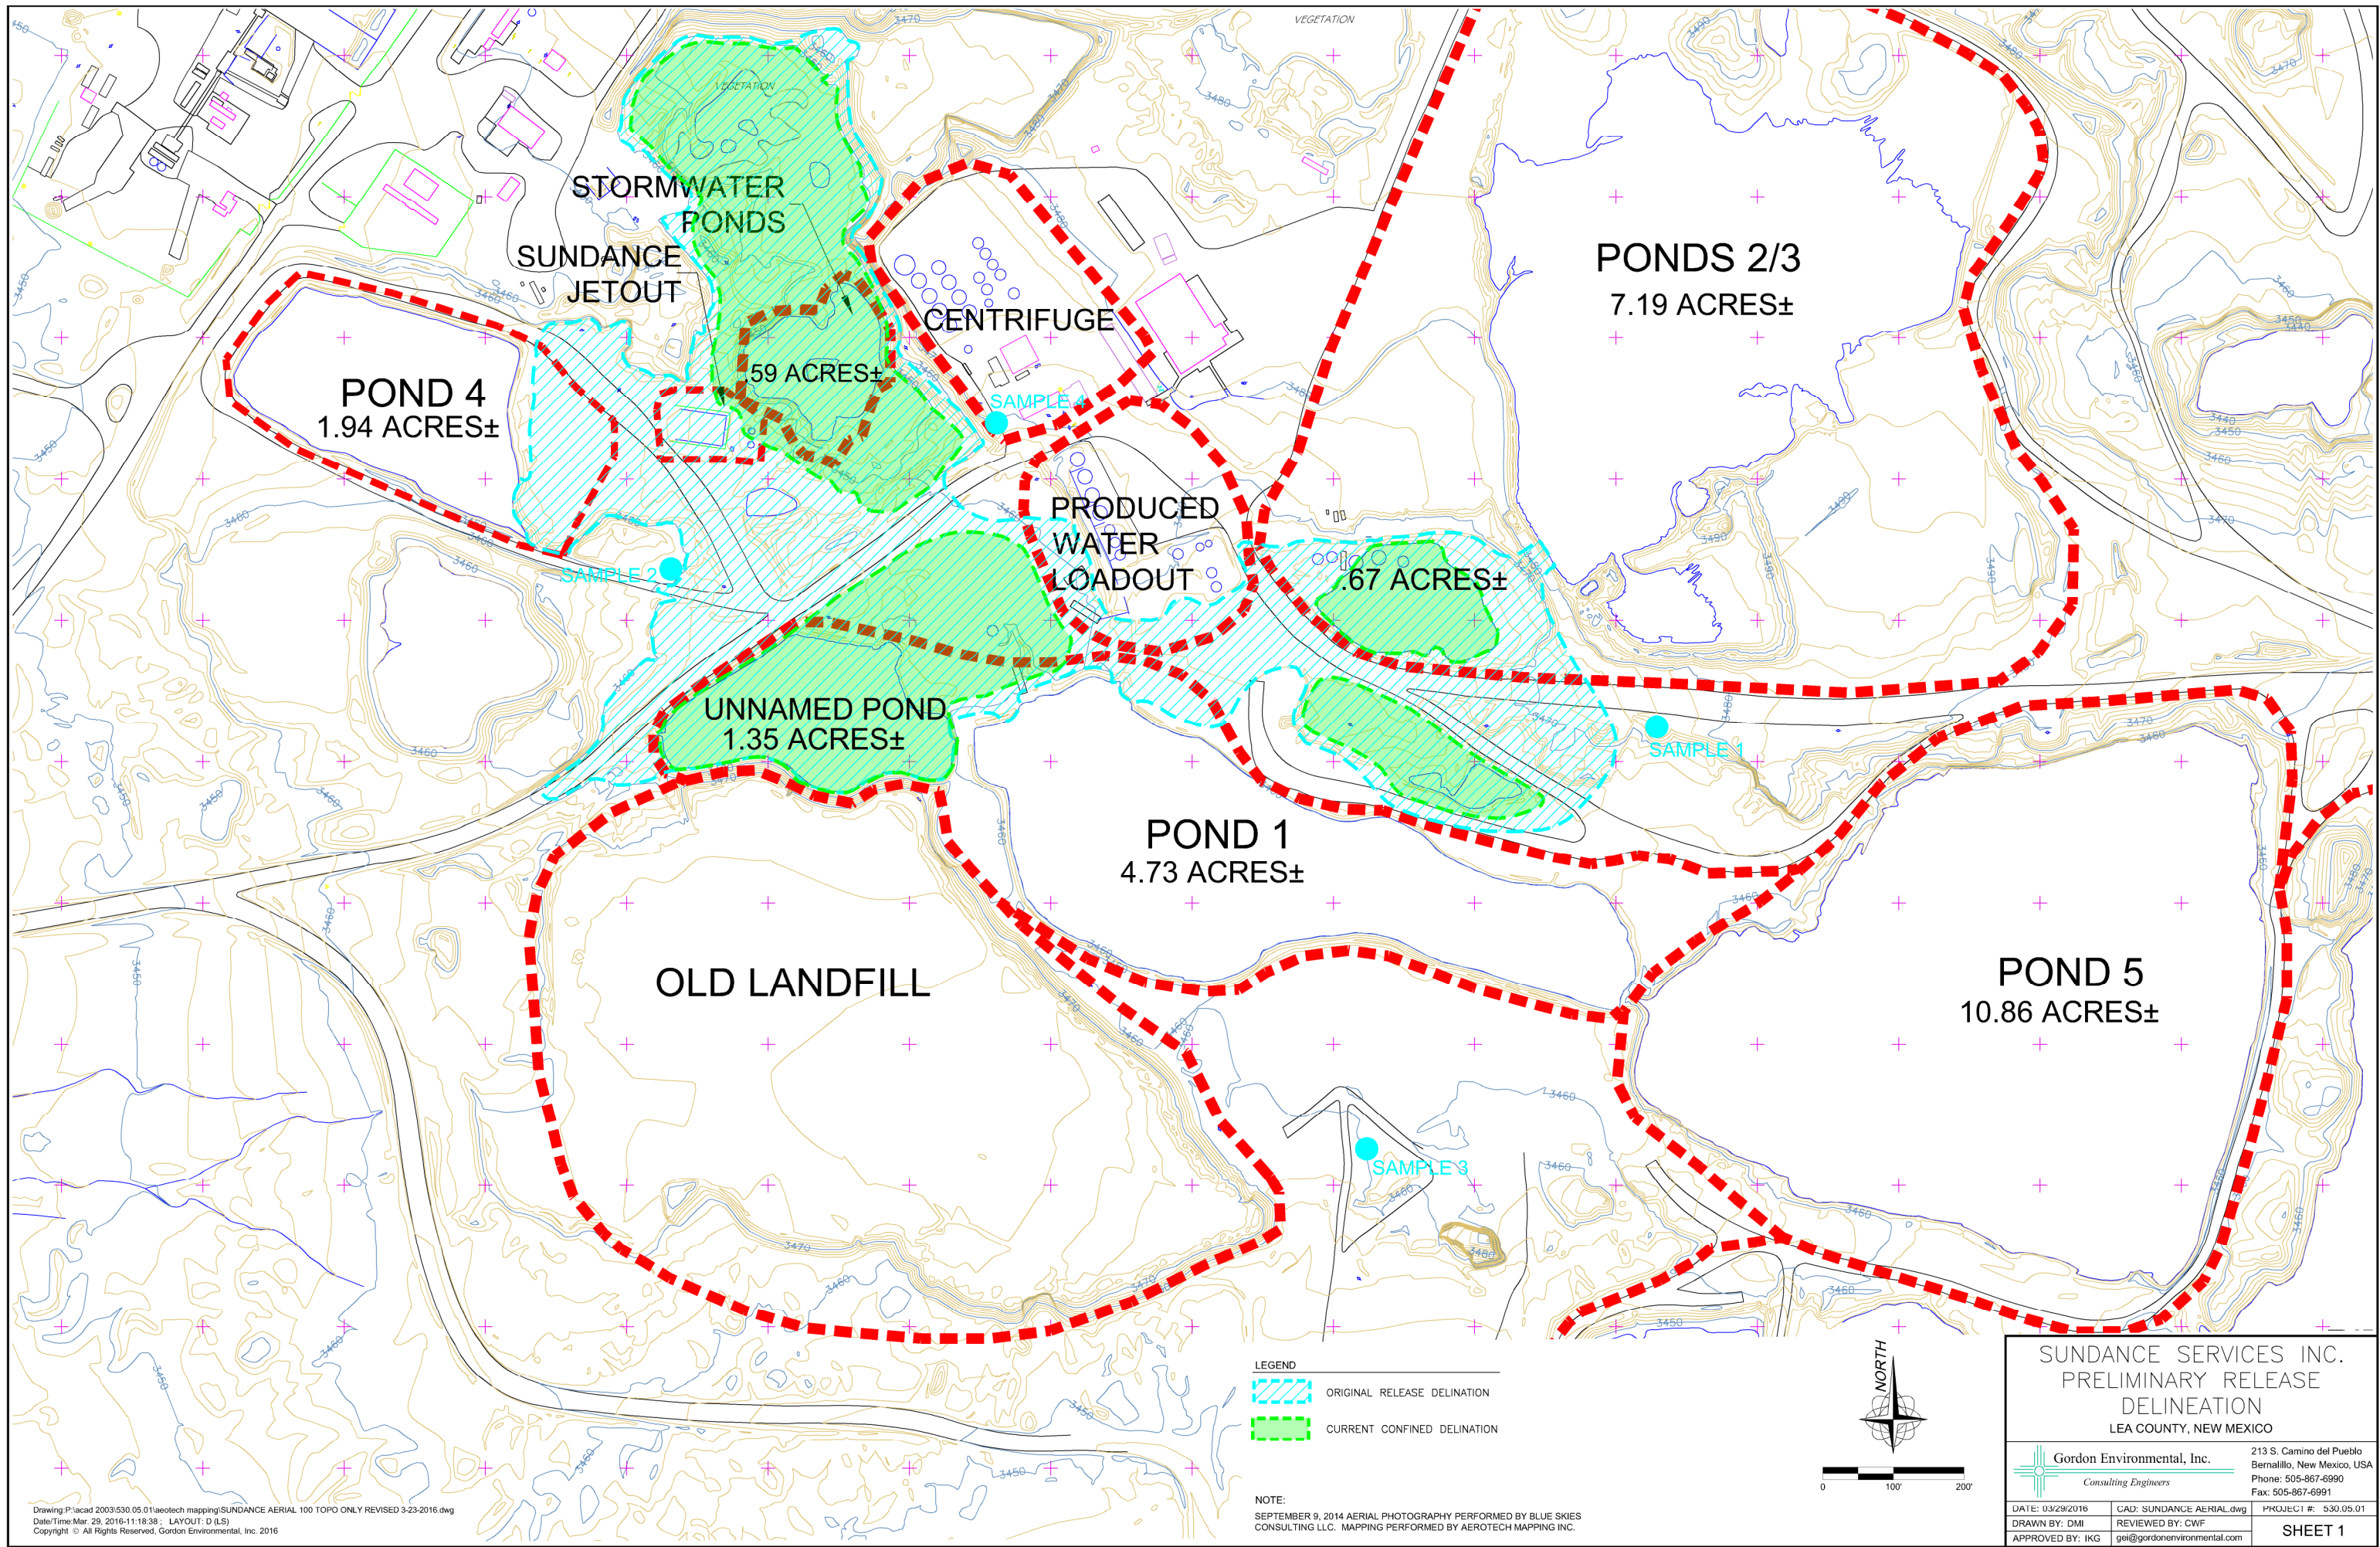 VEGETATION
VEGETATION
STORMWATER
PONDS
SUNDANCE
JETOUT
CENTRIFUGE
PONDS 2/3
7.19 ACRES±
POND 4
1.94 ACRES±
.59 ACRES±
SAMPLE 4
PRODUCED
WATER
LOADOUT
SAMPLE 2
.67 ACRES±
UNNAMED POND
1.35 ACRES±
SAMPLE 1
POND 1
4.73 ACRES±
OLD LANDFILL
POND 5
10.86 ACRES±
SAMPLE 3
3470
3460
3480
3490
3450
3440
LEGEND
ORIGINAL RELEASE DELINATION
CURRENT CONFINED DELINATION
NOTE:
SEPTEMBER 9, 2014 AERIAL PHOTOGRAPHY PERFORMED BY BLUE SKIES
CONSULTING LLC. MAPPING PERFORMED BY AEROTECH MAPPING INC.
NORTH
0 100' 200'
SUNDANCE SERVICES INC.
PRELIMINARY RELEASE
DELINEATION
LEA COUNTY, NEW MEXICO
Gordon Environmental, Inc.
Consulting Engineers
213 S. Camino del Pueblo
Bernalillo, New Mexico, USA
Phone: 505-867-6990
Fax: 505-867-6991
DATE: 03/29/2016 CAD: SUNDANCE AERIAL.dwg PROJECT #: 530.05.01
DRAWN BY: DMI REVIEWED BY: CWF
APPROVED BY: IKG gei@gordonenvironmental.com
SHEET 1
Drawing:P:\acad 2003\530.05.01\aeotech mapping\SUNDANCE AERIAL 100 TOPO ONLY REVISED 3-23-2016.dwg
Date/Time:Mar. 29, 2016-11:18:38 ; LAYOUT: D (LS)
Copyright © All Rights Reserved, Gordon Environmental, Inc. 2016